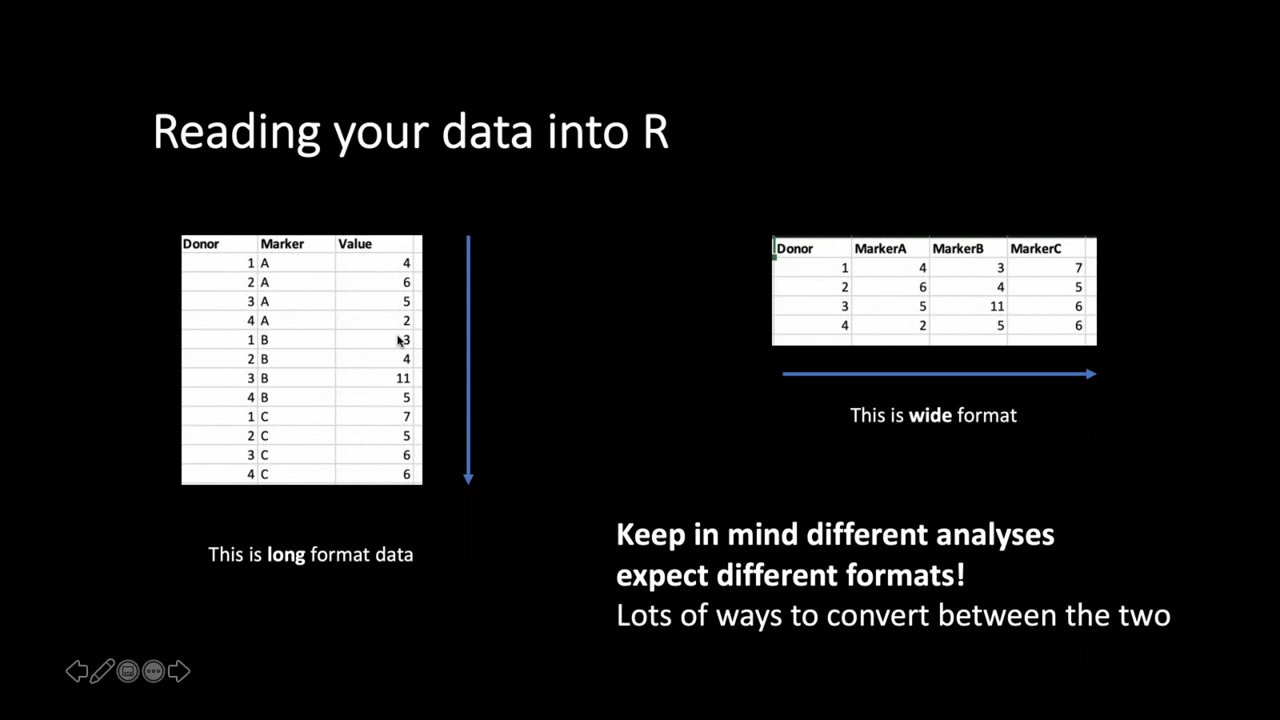 Reading your data into R
Donor Marker Value
1 A 4
2 A 6
3 A 5
4 A 2
1 B 3
2 B 4
3 B 11
4 B 5
1 C 7
2 C 5
3 C 6
4 C 6
This is long format data
Donor MarkerA MarkerB MarkerC
1 4 3 7
2 6 4 5
3 5 11 6
4 2 5 6
This is wide format
Keep in mind different analyses
expect different formats!
Lots of ways to convert between the two